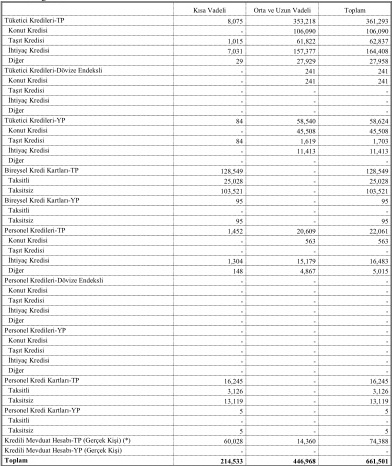 Kısa Vadeli Orta ve Uzun Vadeli Toplam
Tüketici Kredileri-TP 8,075 353,218 361,293
Konut Kredisi - 106,090 106,090
Taşıt Kredisi 1,015 61,822 62,837
İhtiyaç Kredisi 7,031 157,377 164,408
Diğer 29 27,929 27,958
Tüketici Kredileri-Dövize Endeksli - 241 241
Konut Kredisi - 241 241
Taşıt Kredisi - - -
İhtiyaç Kredisi - - -
Diğer - - -
Tüketici Kredileri-YP 84 58,540 58,624
Konut Kredisi - 45,508 45,508
Taşıt Kredisi 84 1,619 1,703
İhtiyaç Kredisi - 11,413 11,413
Diğer - - -
Bireysel Kredi Kartları-TP 128,549 - 128,549
Taksitli 25,028 - 25,028
Taksitsiz 103,521 - 103,521
Bireysel Kredi Kartları-YP 95 - 95
Taksitli - - -
Taksitsiz 95 - 95
Personel Kredileri-TP 1,452 20,609 22,061
Konut Kredisi - 563 563
Taşıt Kredisi - - -
İhtiyaç Kredisi 1,304 15,179 16,483
Diğer 148 4,867 5,015
Personel Kredileri-Dövize Endeksli - - -
Konut Kredisi - - -
Taşıt Kredisi - - -
İhtiyaç Kredisi - - -
Diğer - - -
Personel Kredileri-YP - - -
Konut Kredisi - - -
Taşıt Kredisi - - -
İhtiyaç Kredisi - - -
Diğer - - -
Personel Kredi Kartları-TP 16,245 - 16,245
Taksitli 3,126 - 3,126
Taksitsiz 13,119 - 13,119
Personel Kredi Kartları-YP 5 - 5
Taksitli - - -
Taksitsiz 5 - 5
Kredili Mevduat Hesabı-TP (Gerçek Kişi) (*) 60,028 14,360 74,388
Kredili Mevduat Hesabı-YP (Gerçek Kişi) - - -
Toplam 214,533 446,968 661,501